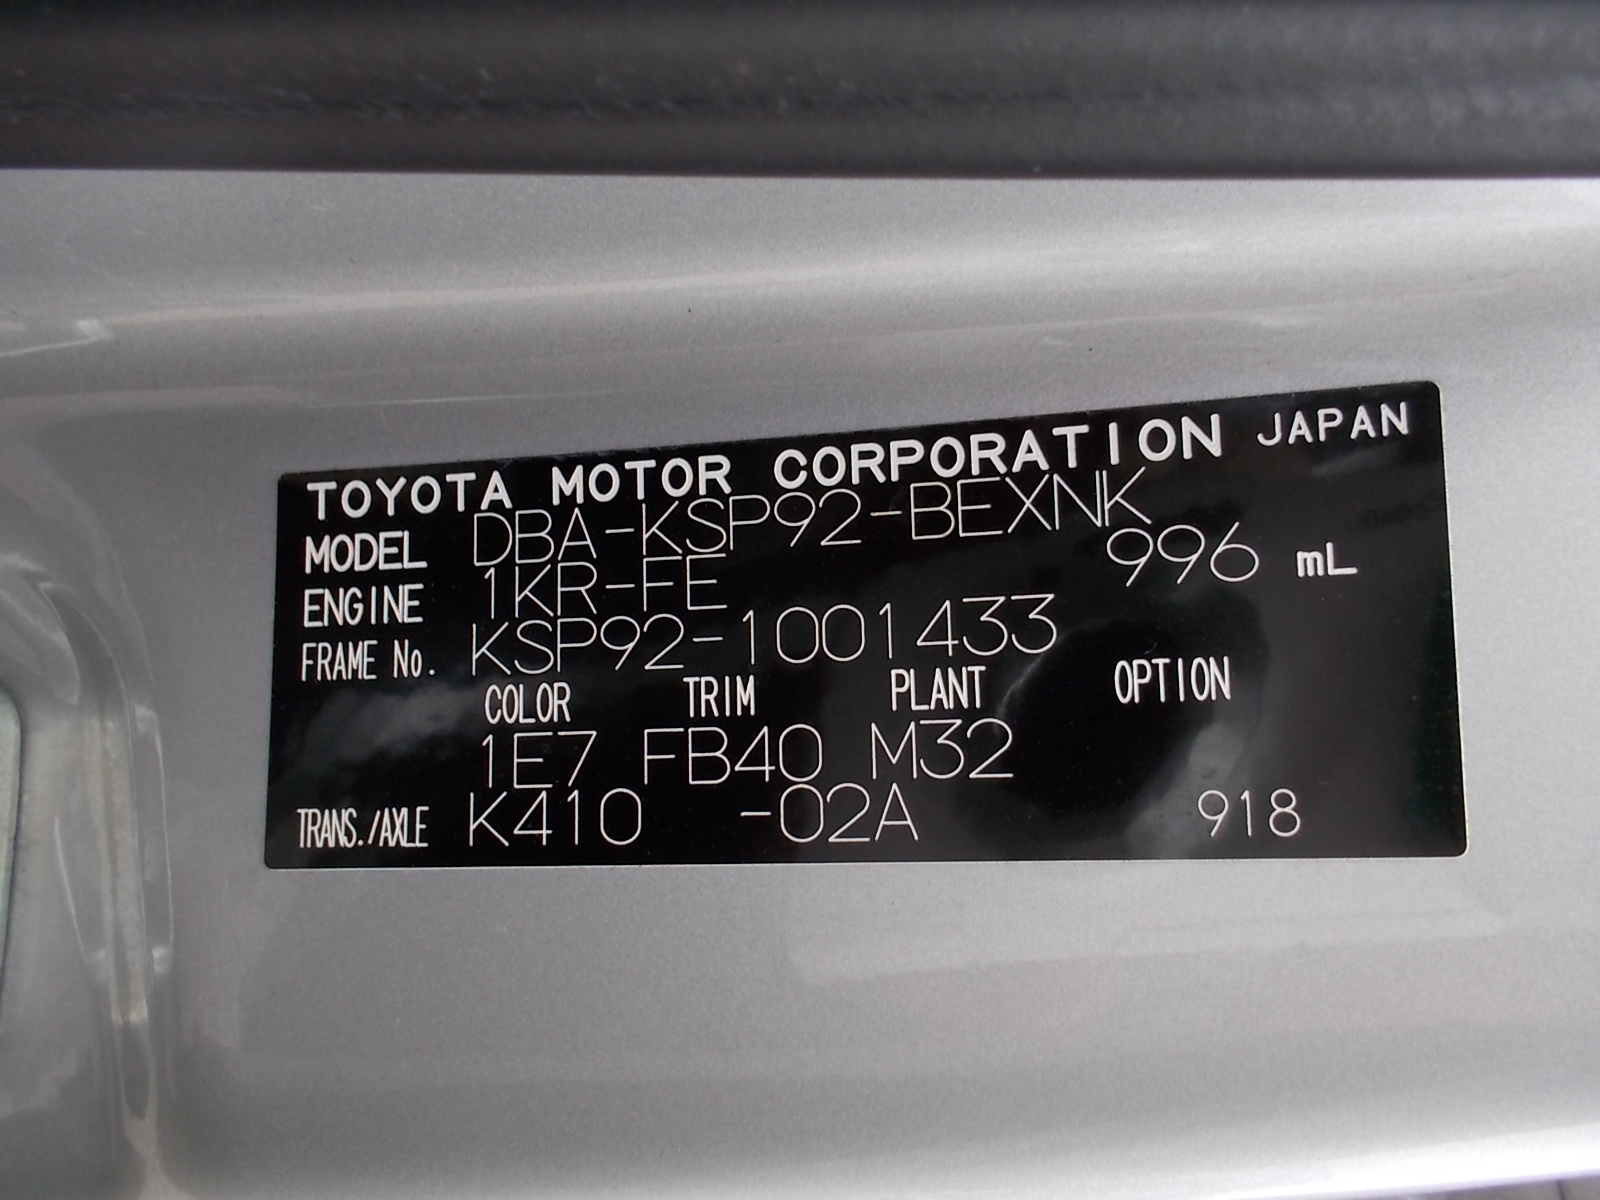 TOYOTA MOTOR CORPORATION JAPAN
MODEL DBA-KSP92-BEXNK
ENGINE 1KR-FE 996 mL
FRAME No. KSP92-1001433
COLOR TRIM PLANT OPTION
1E7 FB40 M32
TRANS./AXLE K410 -02A 918